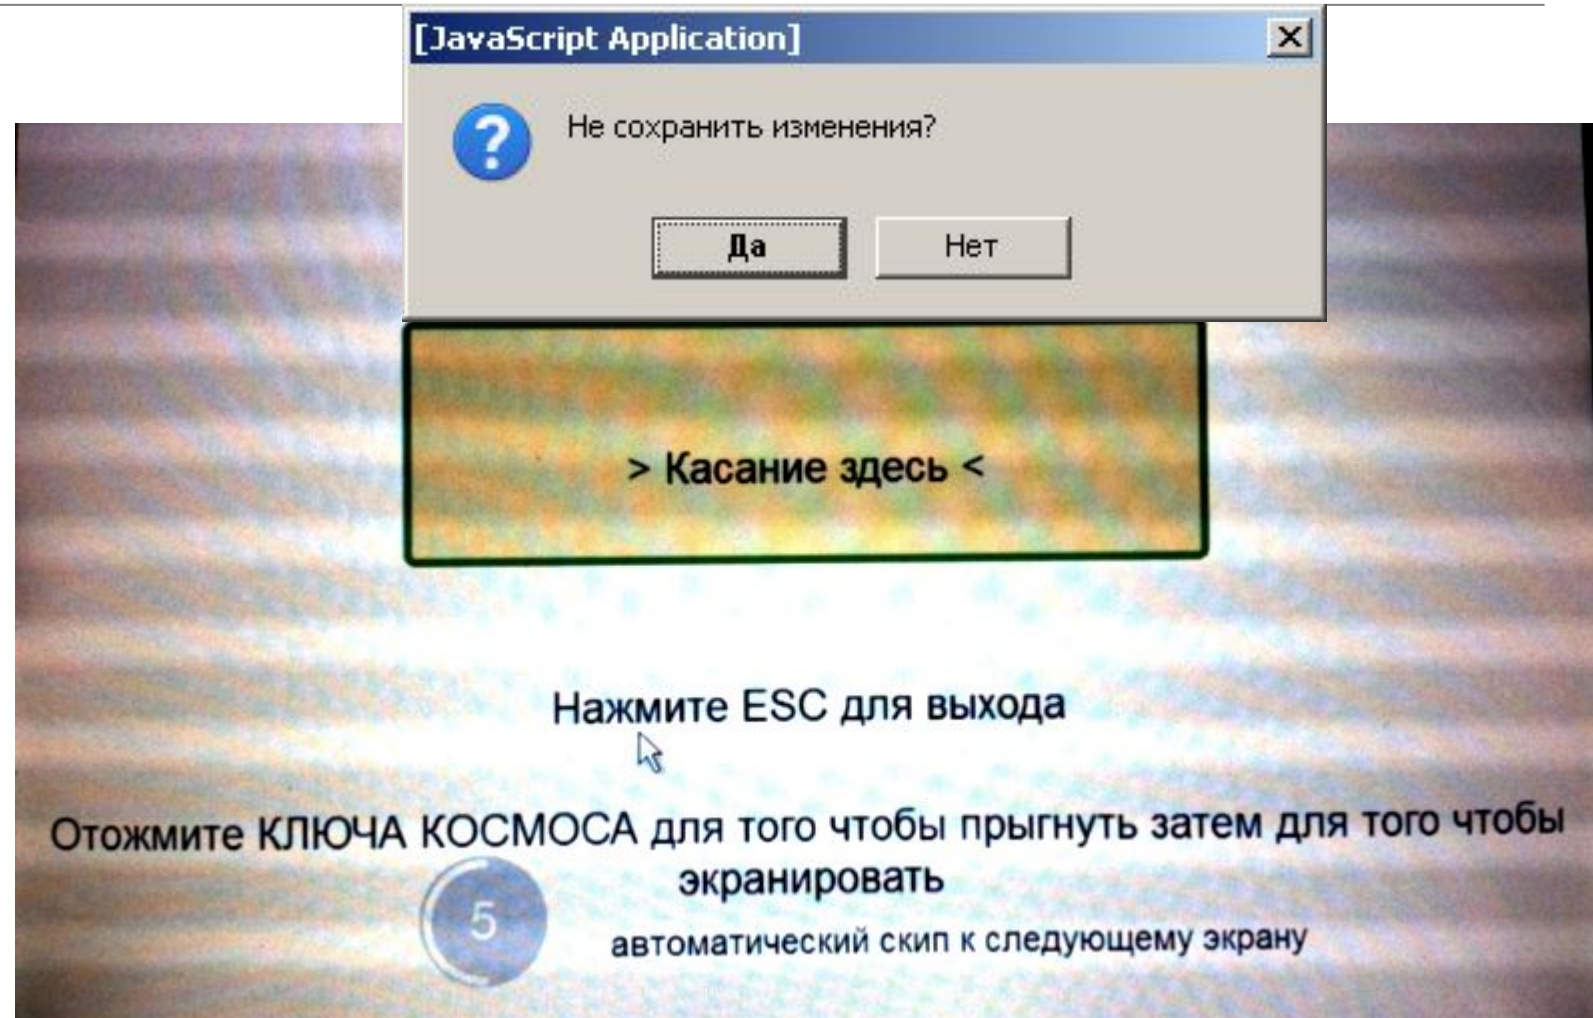 [JavaScript Application]
Не сохранить изменения?
Да
Нет
> Касание здесь <
Нажмите ESC для выхода
Отожмите КЛЮЧА КОСМОСА для того чтобы прыгнуть затем для того чтобы
экранировать
5
автоматический скип к следующему экрану